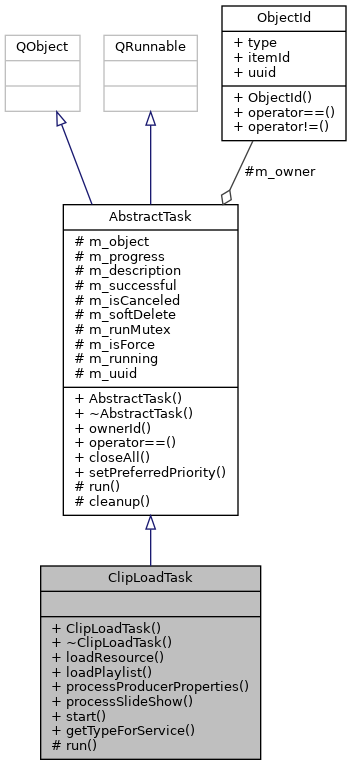 ObjectId
+ type
+ itemId
+ uuid
+ ObjectId()
+ operator==()
+ operator!=()
QObject
QRunnable
#m_owner
AbstractTask
# m_object
# m_progress
# m_description
# m_successful
# m_isCanceled
# m_softDelete
# m_runMutex
# m_isForce
# m_running
# m_uuid
+ AbstractTask()
+ ~AbstractTask()
+ ownerId()
+ operator==()
+ closeAll()
+ setPreferredPriority()
# run()
# cleanup()
ClipLoadTask
+ ClipLoadTask()
+ ~ClipLoadTask()
+ loadResource()
+ loadPlaylist()
+ processProducerProperties()
+ processSlideShow()
+ start()
+ getTypeForService()
# run()